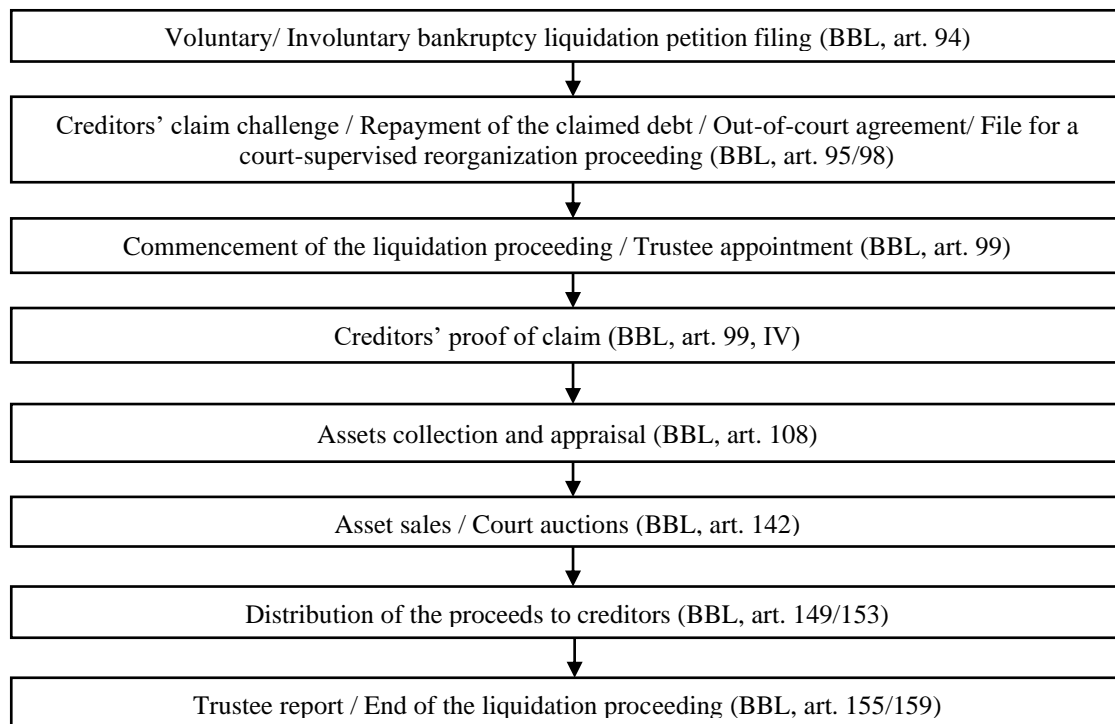 Voluntary/ Involuntary bankruptcy liquidation petition filing (BBL, art. 94)
Creditors’ claim challenge / Repayment of the claimed debt / Out-of-court agreement/ File for a
court-supervised reorganization proceeding (BBL, art. 95/98)
Commencement of the liquidation proceeding / Trustee appointment (BBL, art. 99)
Creditors’ proof of claim (BBL, art. 99, IV)
Assets collection and appraisal (BBL, art. 108)
Asset sales / Court auctions (BBL, art. 142)
Distribution of the proceeds to creditors (BBL, art. 149/153)
Trustee report / End of the liquidation proceeding (BBL, art. 155/159)